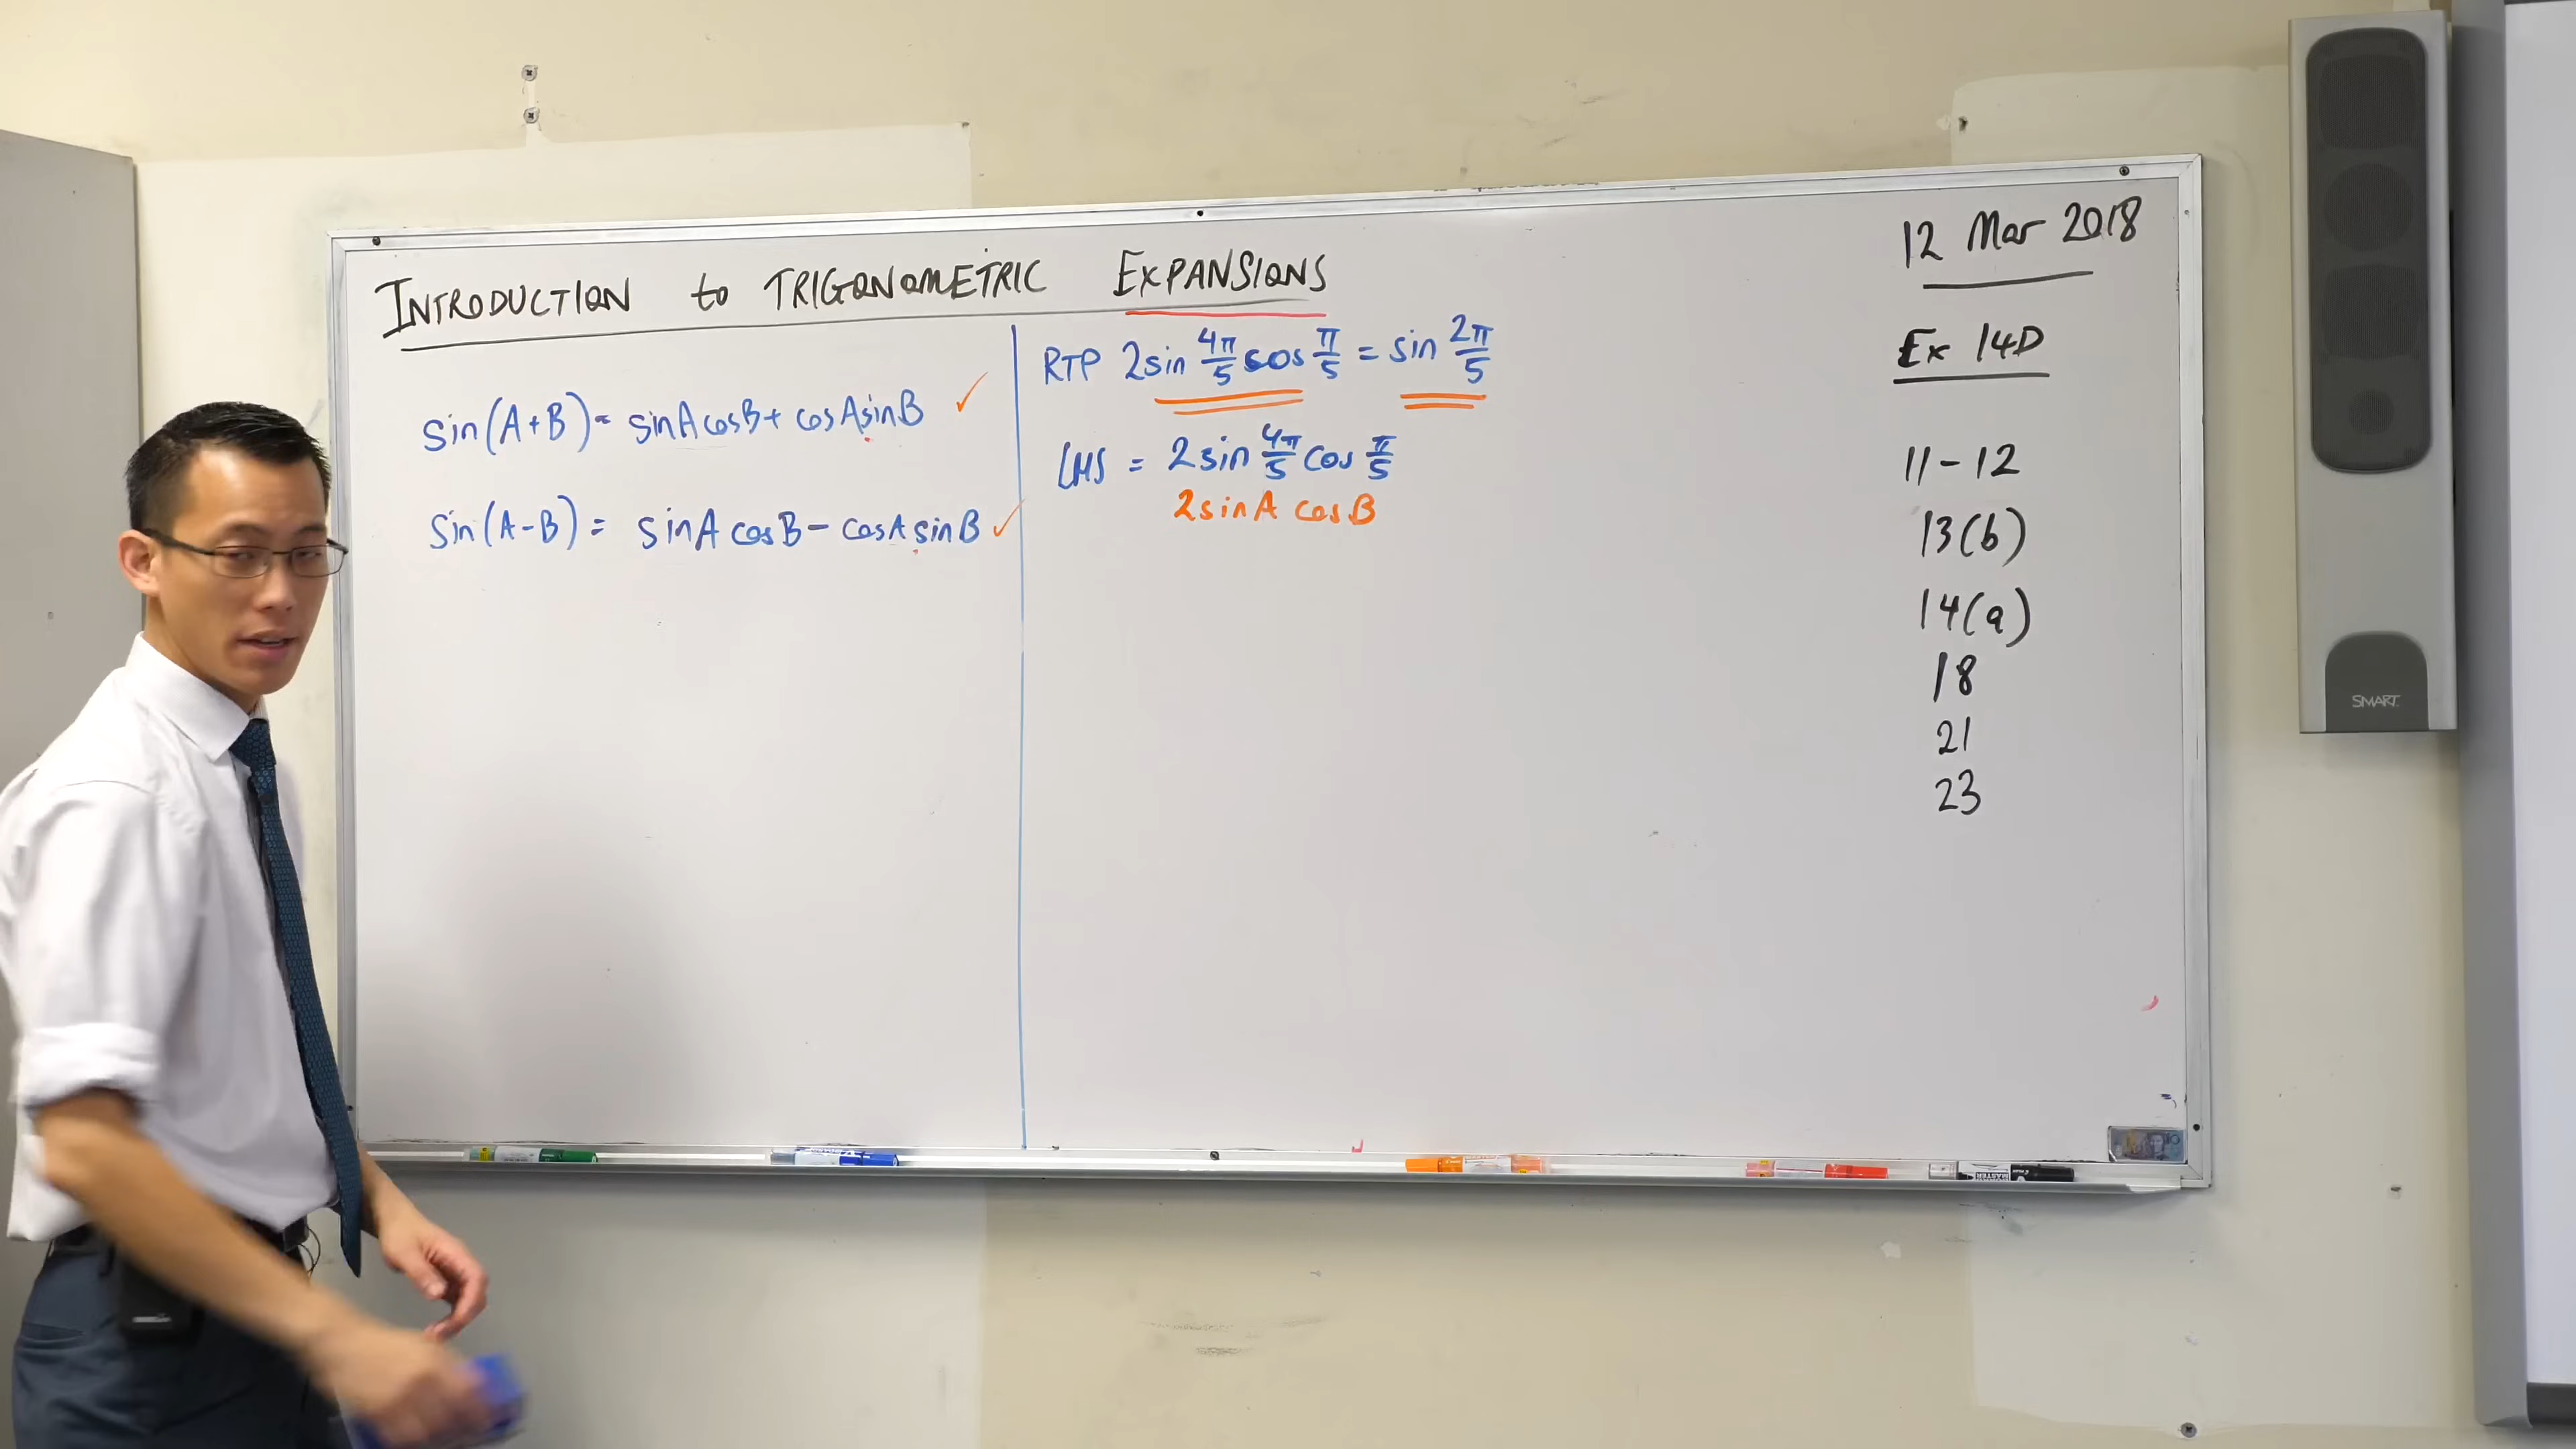 INTRODUCTION to TRIGONOMETRIC EXPANSIONS
sin(A+B) = sinAcosB + cosAsinB ✓
sin(A-B) = sinA cosB - cosA sinB ✓
RTP 2sin 4π/5 cos π/5 = sin 2π/5
LHS = 2sin 4π/5 cos π/5
2sinA cosB
12 Mar 2018
Ex 14D
11-12
13(b)
14(a)
18
21
23
SMART